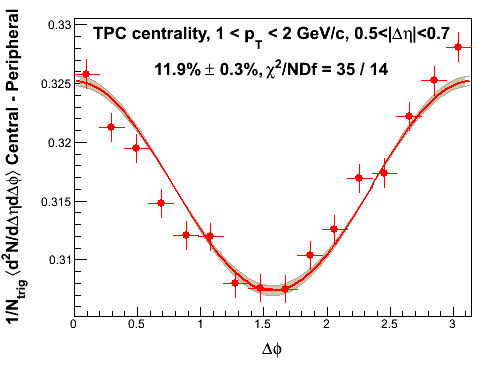 TPC centrality, 1 < p_T < 2 GeV/c, 0.5<|Δη|<0.7
11.9% ± 0.3%, χ²/NDf = 35 / 14
1/N_trig ⟨d²N/dΔηdΔϕ⟩ Central - Peripheral
0.33
0.325
0.32
0.315
0.31
0 0.5 1 1.5 2 2.5 3
Δϕ